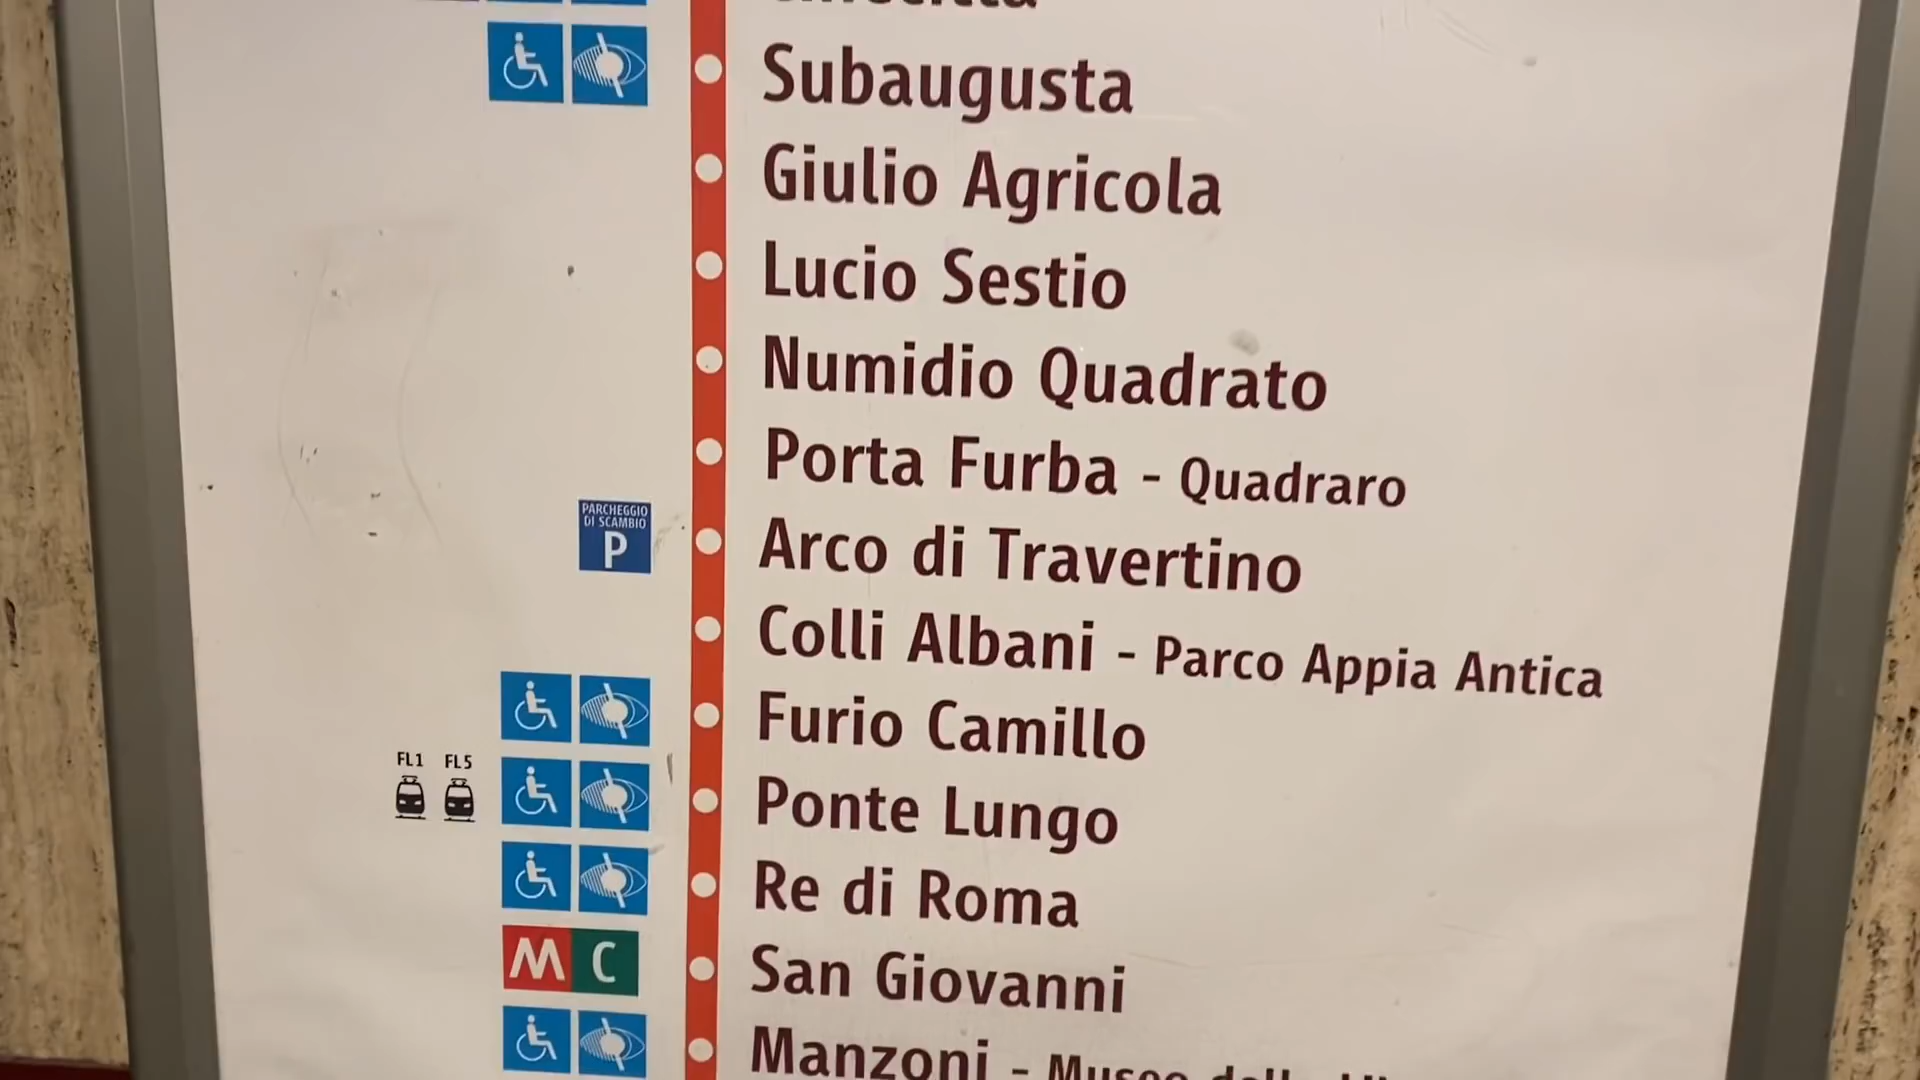 Subaugusta
Giulio Agricola
Lucio Sestio
Numidio Quadrato
Porta Furba - Quadraro
PARCHEGGIO
DI SCAMBIO
P
Arco di Travertino
Colli Albani - Parco Appia Antica
Furio Camillo
FL1 FL5
Ponte Lungo
Re di Roma
M C San Giovanni
Manzoni - Museo della